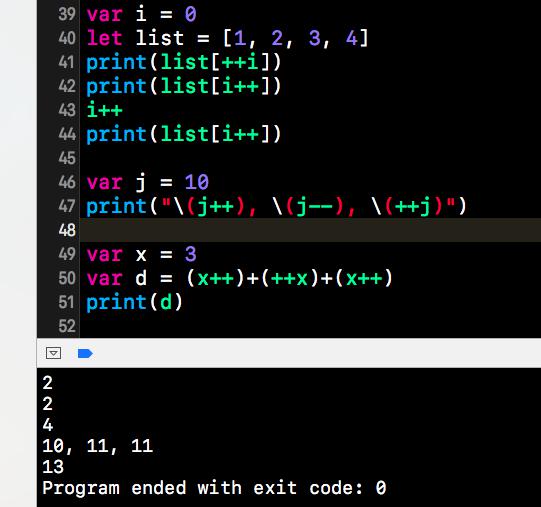 39 var i = 0
40 let list = [1, 2, 3, 4]
41 print(list[++i])
42 print(list[i++])
43 i++
44 print(list[i++])
45
46 var j = 10
47 print("\(j++), \(j--), \(++j)")
48
49 var x = 3
50 var d = (x++)+(++x)+(x++)
51 print(d)
52
2
2
4
10, 11, 11
13
Program ended with exit code: 0